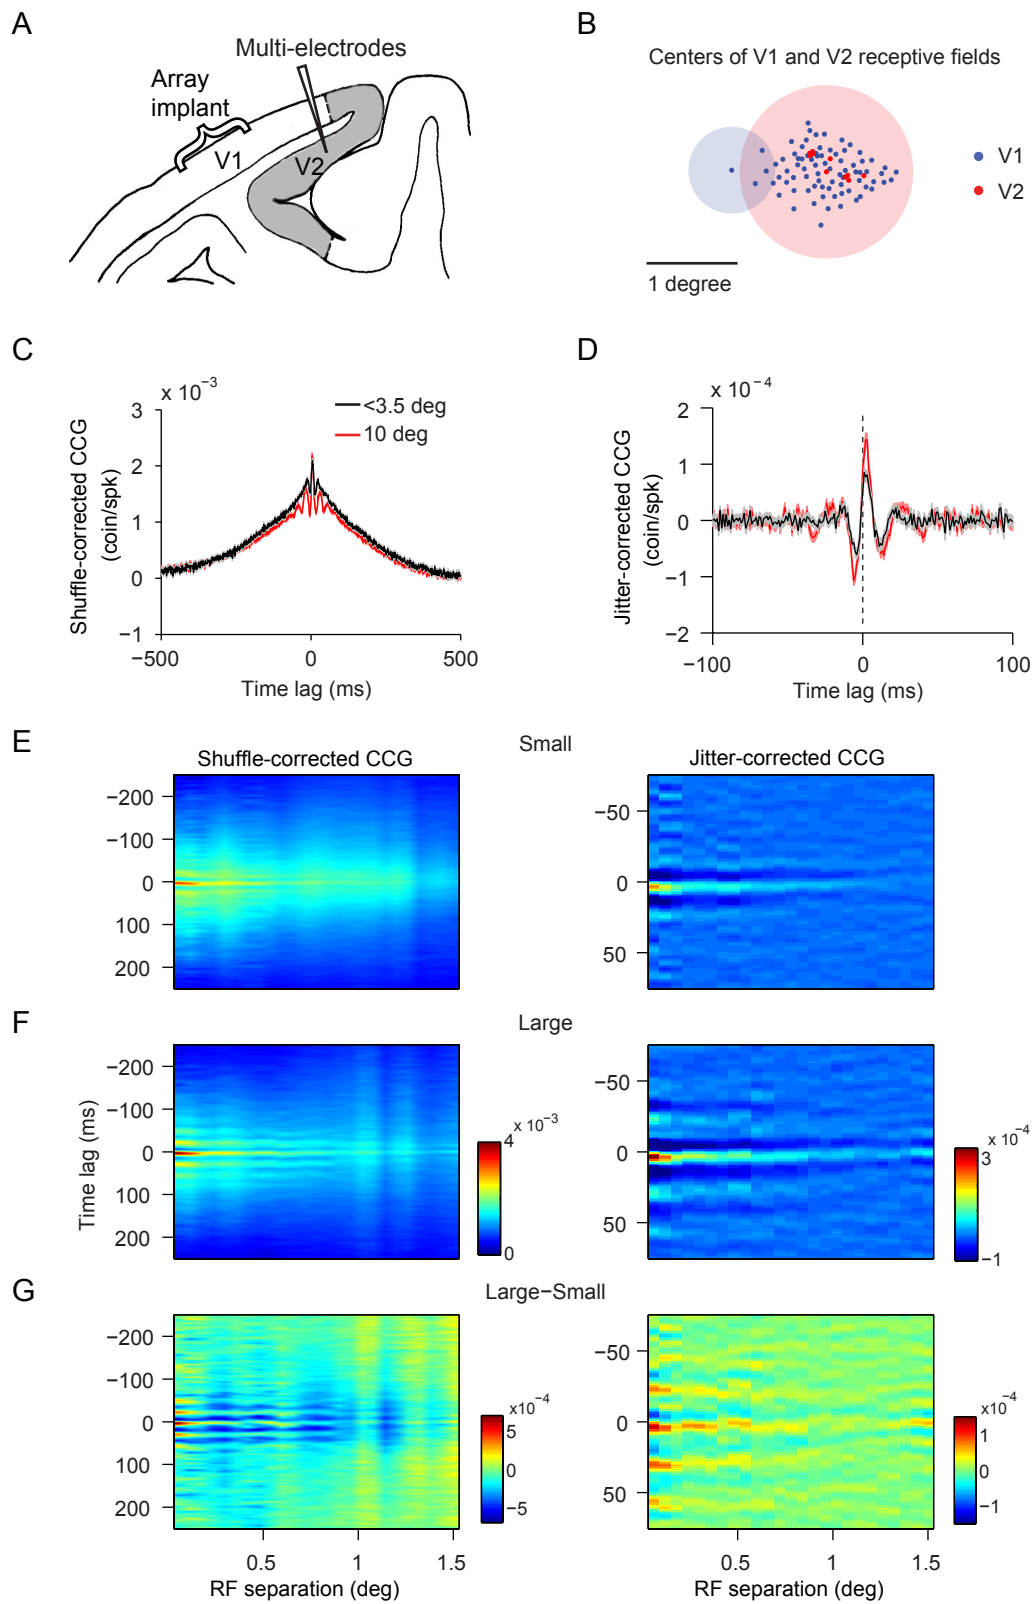 A
Multi-electrodes
Array
implant
V1
V2
B
Centers of V1 and V2 receptive fields
V1
V2
1 degree
C
x 10−3
Shuffle-corrected CCG
(coin/spk)
3
2
1
0
−1
<3.5 deg
10 deg
−500
0
500
Time lag (ms)
D
x 10−4
Jitter-corrected CCG
(coin/spk)
2
1
0
−1
−2
−100
0
100
Time lag (ms)
E
Small
Shuffle-corrected CCG
Jitter-corrected CCG
−200
−100
0
100
200
−50
0
50
F
Large
Time lag (ms)
−200
−100
0
100
200
4
x 10−3
0
−50
0
50
x 10−4
3
−1
G
Large−Small
−200
−100
0
100
200
x10−4
5
0
−5
0.5
1
1.5
RF separation (deg)
−50
0
50
x10−4
1
0
−1
0.5
1
1.5
RF separation (deg)